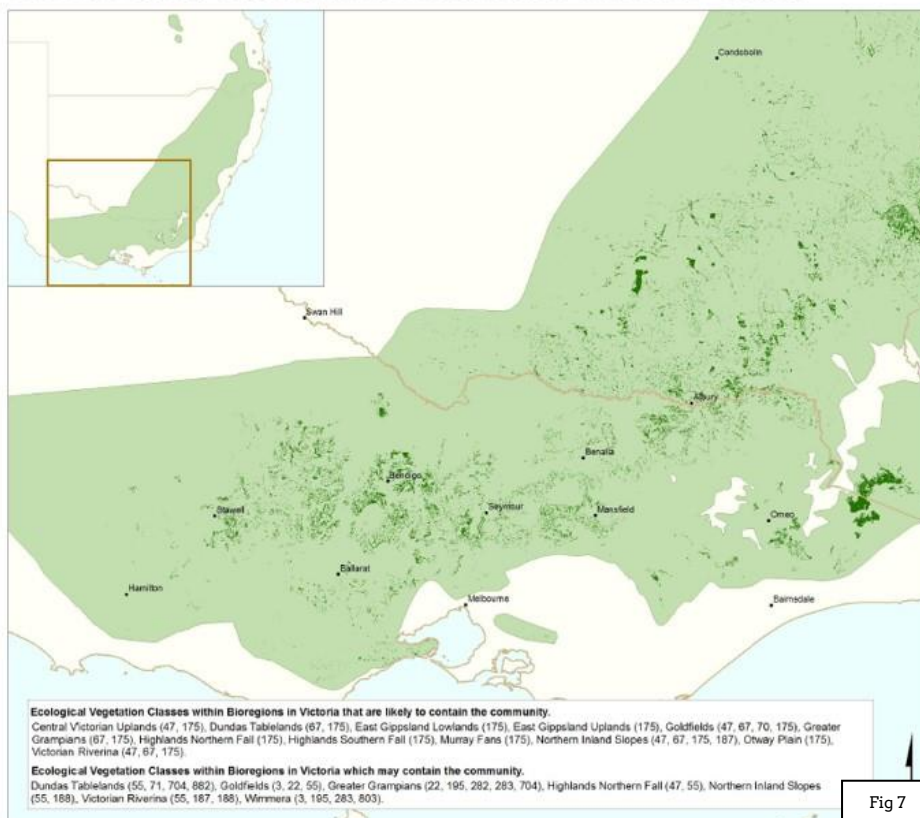 Condobolin
Swan Hill
Albury
Benalla
Bendigo
Stawell
Seymour
Mansfield
Omeo
Ballarat
Hamilton
Melbourne
Bairnsdale
Ecological Vegetation Classes within Bioregions in Victoria that are likely to contain the community.
Central Victorian Uplands (47, 175), Dundas Tablelands (67, 175), East Gippsland Lowlands (175), East Gippsland Uplands (175), Goldfields (47, 67, 70, 175), Greater
Grampians (67, 175), Highlands Northern Fall (175), Highlands Southern Fall (175), Murray Fans (175), Northern Inland Slopes (47, 67, 175, 187), Otway Plain (175),
Victorian Riverina (47, 67, 175).
Ecological Vegetation Classes within Bioregions in Victoria which may contain the community.
Dundas Tablelands (55, 71, 704, 882), Goldfields (3, 22, 55), Greater Grampians (22, 195, 282, 283, 704), Highlands Northern Fall (47, 55), Northern Inland Slopes
(55, 188), Victorian Riverina (55, 187, 188), Wimmera (3, 195, 283, 803).
Fig 7